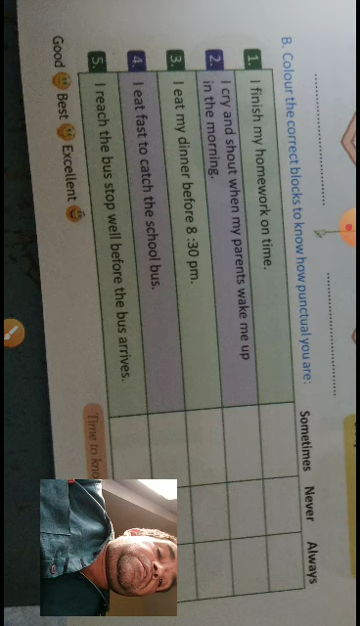 B. Colour the correct blocks to know how punctual you are:
Sometimes Never Always
1. I finish my homework on time.
2. I cry and shout when my parents wake me up
in the morning.
3. I eat my dinner before 8 :30 pm.
4. I eat fast to catch the school bus.
5. I reach the bus stop well before the bus arrives.
Time to
Good Best Excellent